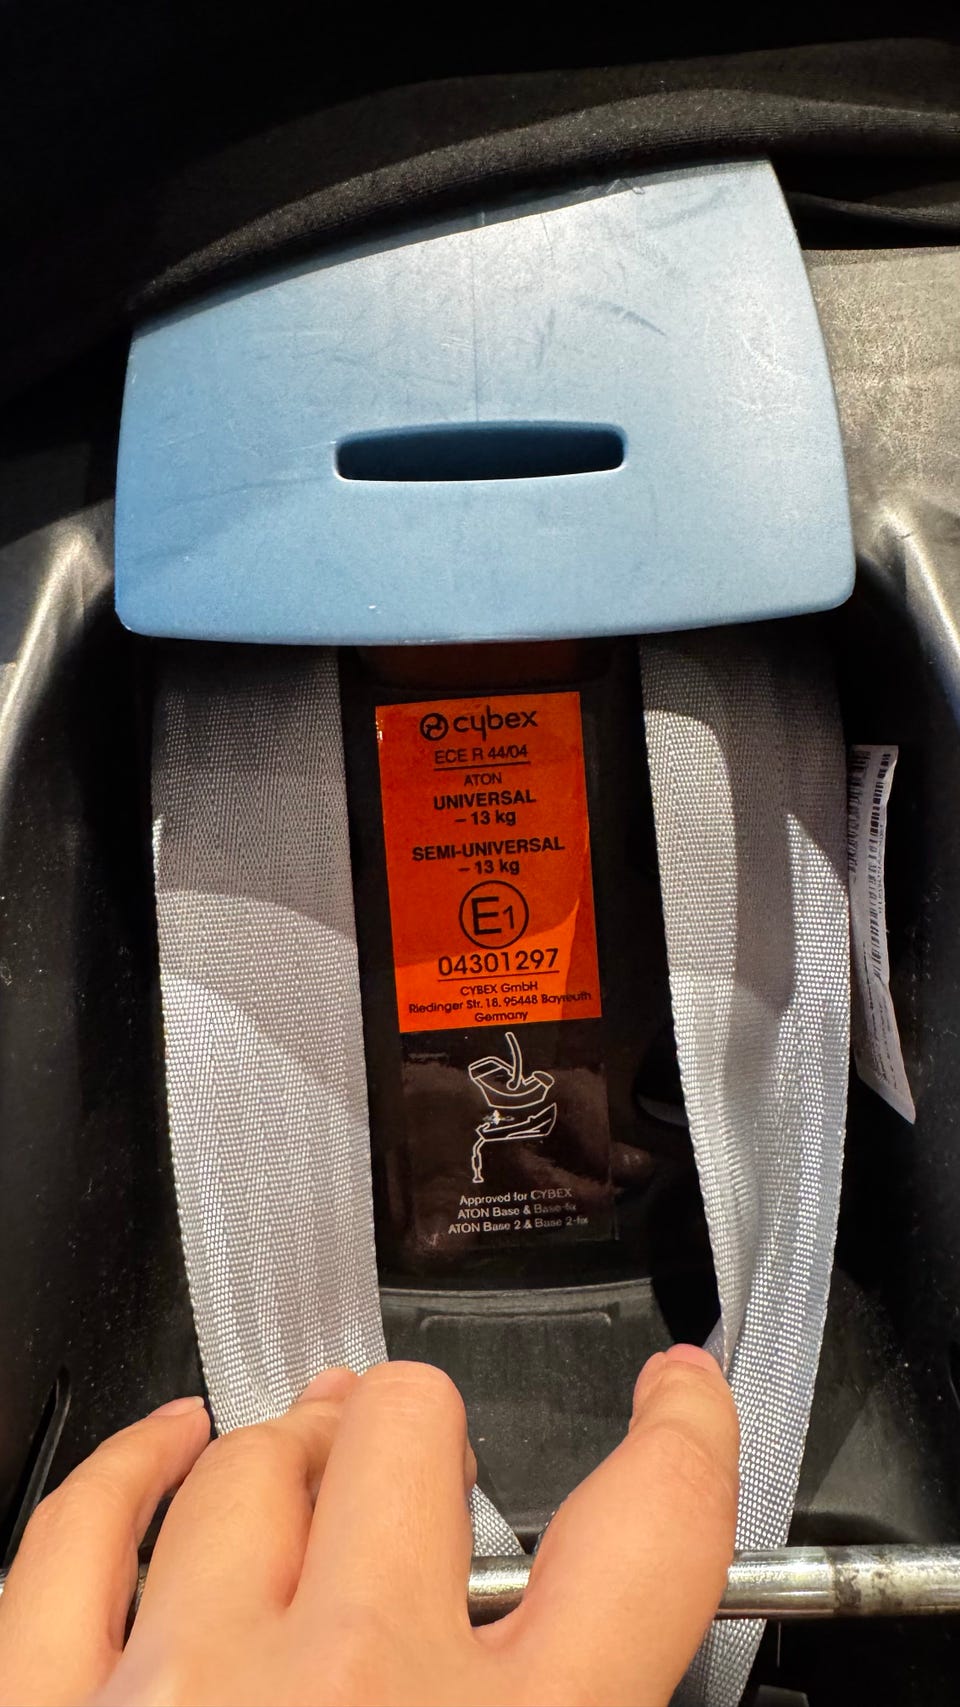 cybex
ECE R 44/04
ATON
UNIVERSAL
– 13 kg
SEMI-UNIVERSAL
– 13 kg
E1
04301297
CYBEX GmbH
Riedinger Str. 18, 95448 Bayreuth
Germany
Approved for CYBEX
ATON Base & Base-fix
ATON Base 2 & Base 2-fix